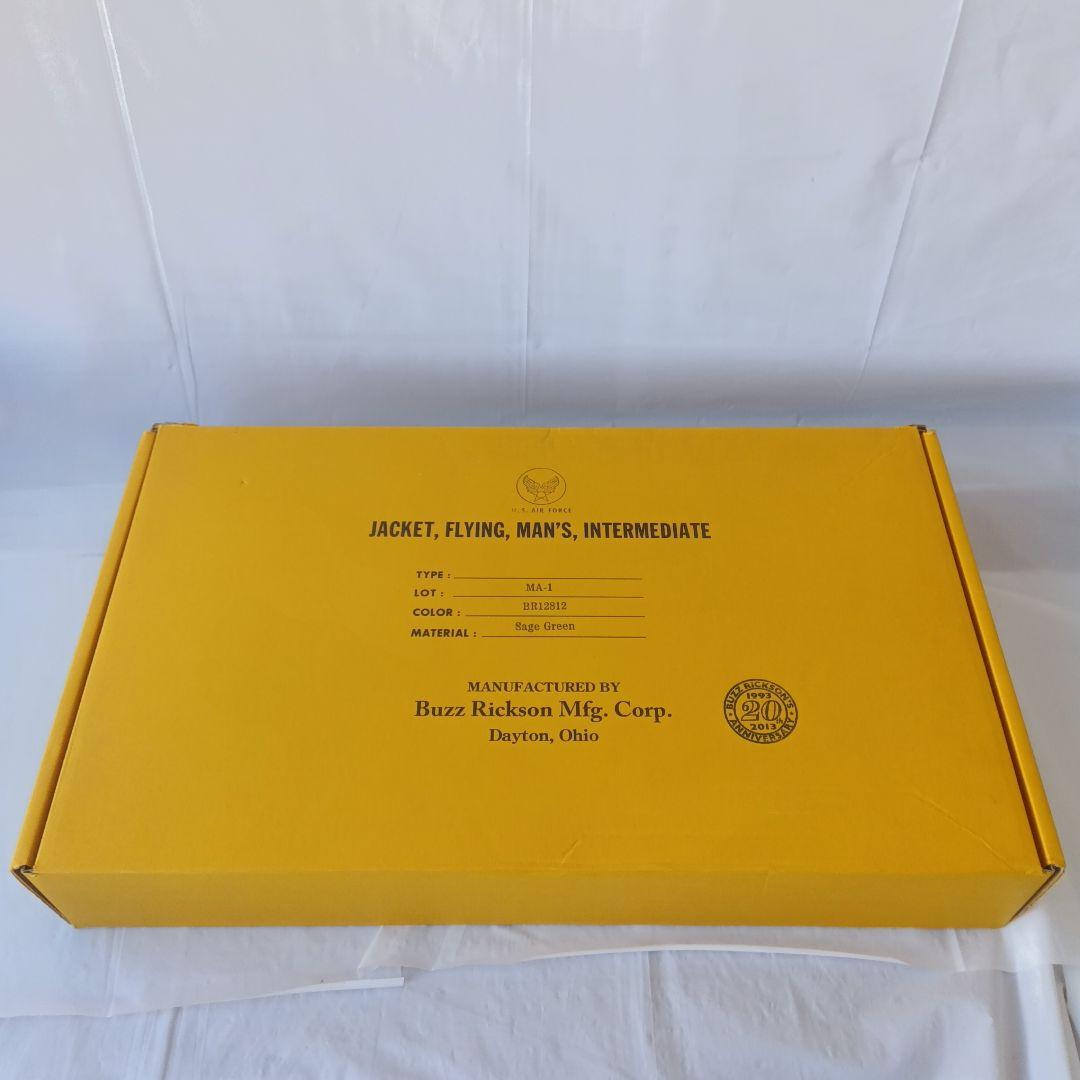 U.S. AIR FORCE
JACKET, FLYING, MAN'S, INTERMEDIATE
TYPE :
LOT : MA-1
COLOR : BR12812
MATERIAL : Sage Green
MANUFACTURED BY
Buzz Rickson Mfg. Corp.
Dayton, Ohio
BUZZ RICKSON'S
1993
20th
2013
ANNIVERSARY